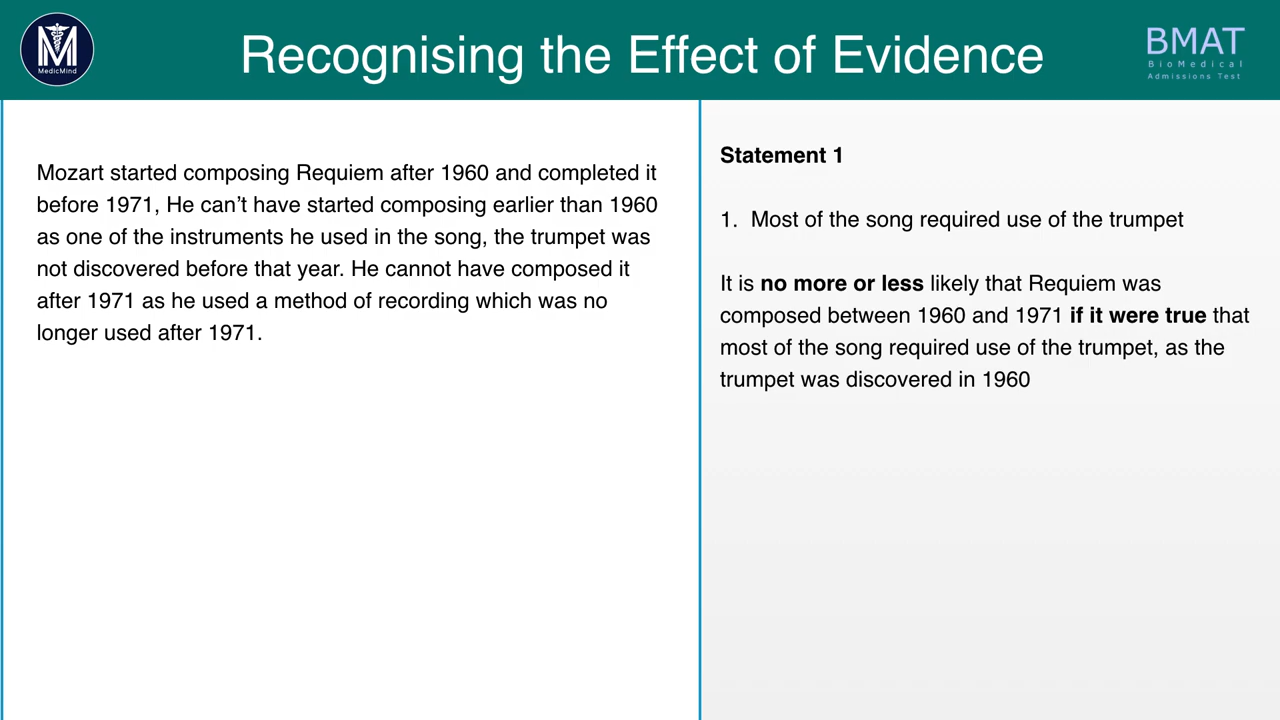 MedicMind
Recognising the Effect of Evidence
BMAT
BioMedical
Admissions Test
Mozart started composing Requiem after 1960 and completed it
before 1971, He can’t have started composing earlier than 1960
as one of the instruments he used in the song, the trumpet was
not discovered before that year. He cannot have composed it
after 1971 as he used a method of recording which was no
longer used after 1971.
Statement 1
1. Most of the song required use of the trumpet
It is no more or less likely that Requiem was
composed between 1960 and 1971 if it were true that
most of the song required use of the trumpet, as the
trumpet was discovered in 1960